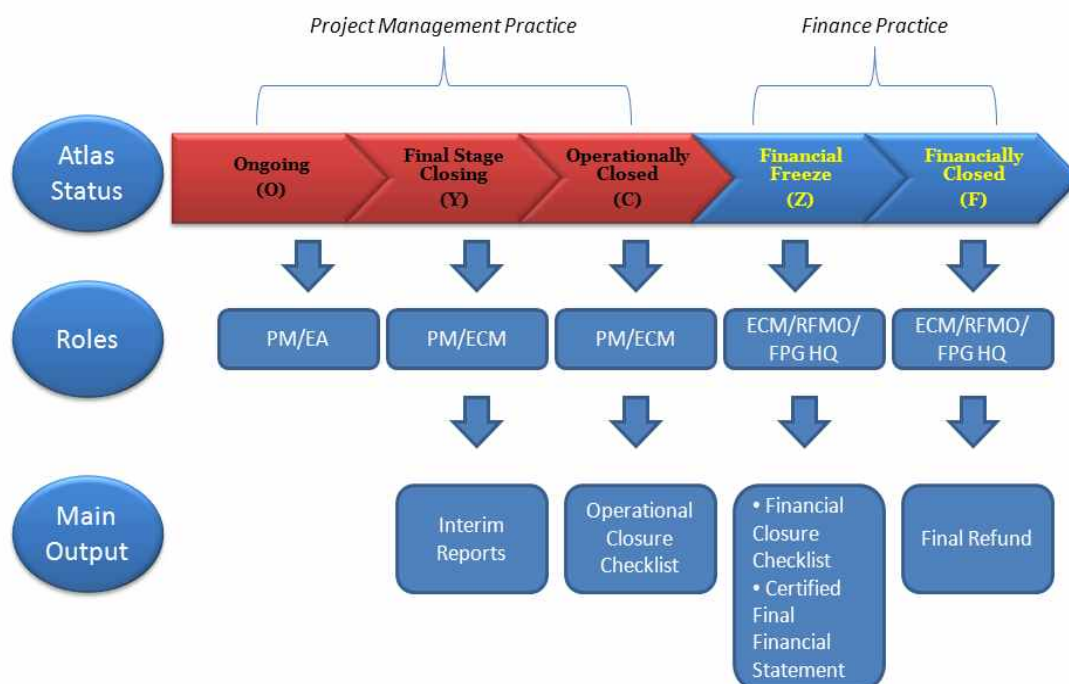 Project Management Practice
Finance Practice
Atlas
Status
Ongoing
(O)
Final Stage
Closing
(Y)
Operationally
Closed
(C)
Financial
Freeze
(Z)
Financially
Closed
(F)
Roles
PM/EA
PM/ECM
PM/ECM
ECM/RFMO/
FPG HQ
ECM/RFMO/
FPG HQ
Main
Output
Interim
Reports
Operational
Closure
Checklist
• Financial
Closure
Checklist
• Certified
Final
Financial
Statement
Final Refund